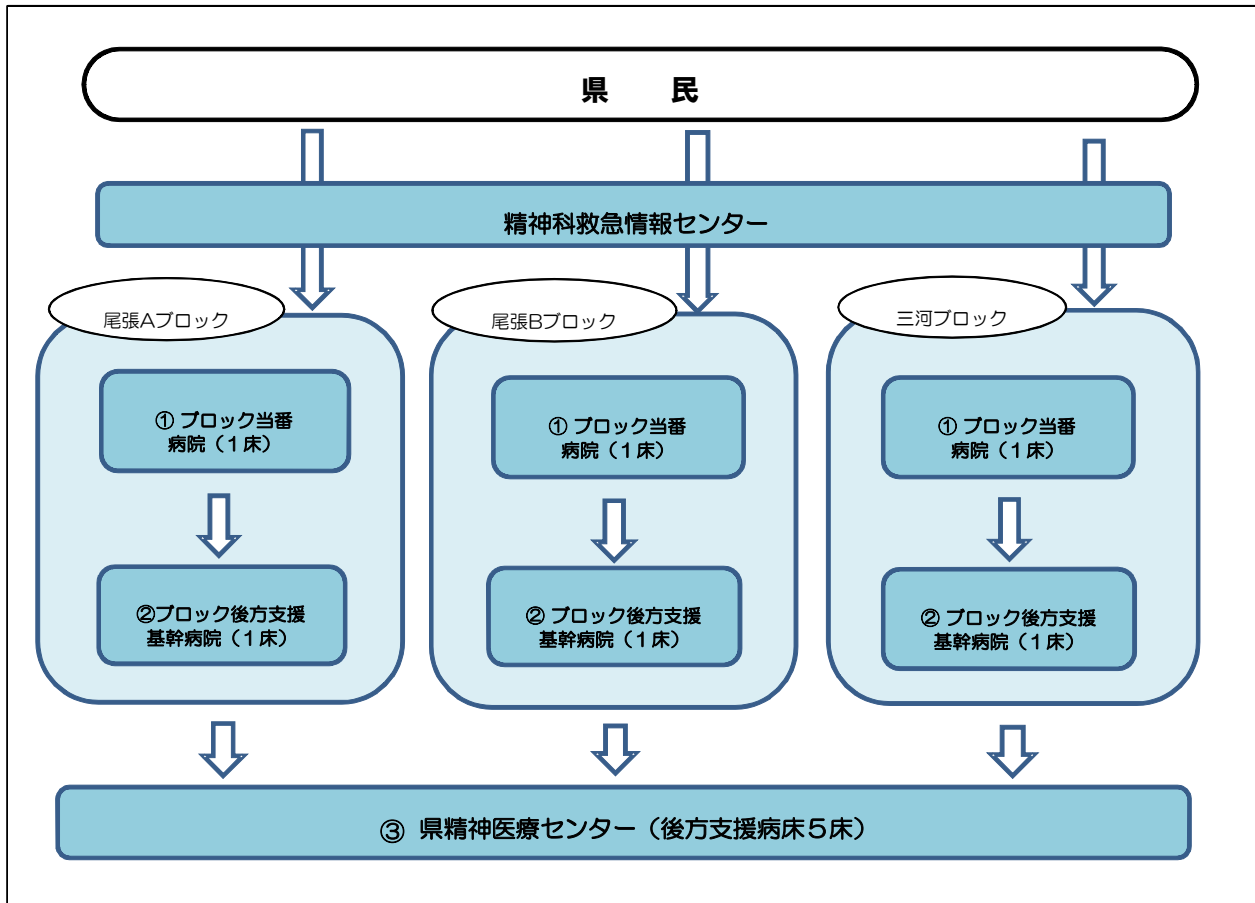 県　　民
精神科救急情報センター
尾張Aブロック
尾張Bブロック
三河ブロック
① ブロック当番
病院（１床）
① ブロック当番
病院（１床）
① ブロック当番
病院（１床）
②ブロック後方支援
基幹病院（１床）
② ブロック後方支援
基幹病院（１床）
② ブロック後方支援
基幹病院（１床）
③ 県精神医療センター（後方支援病床５床）